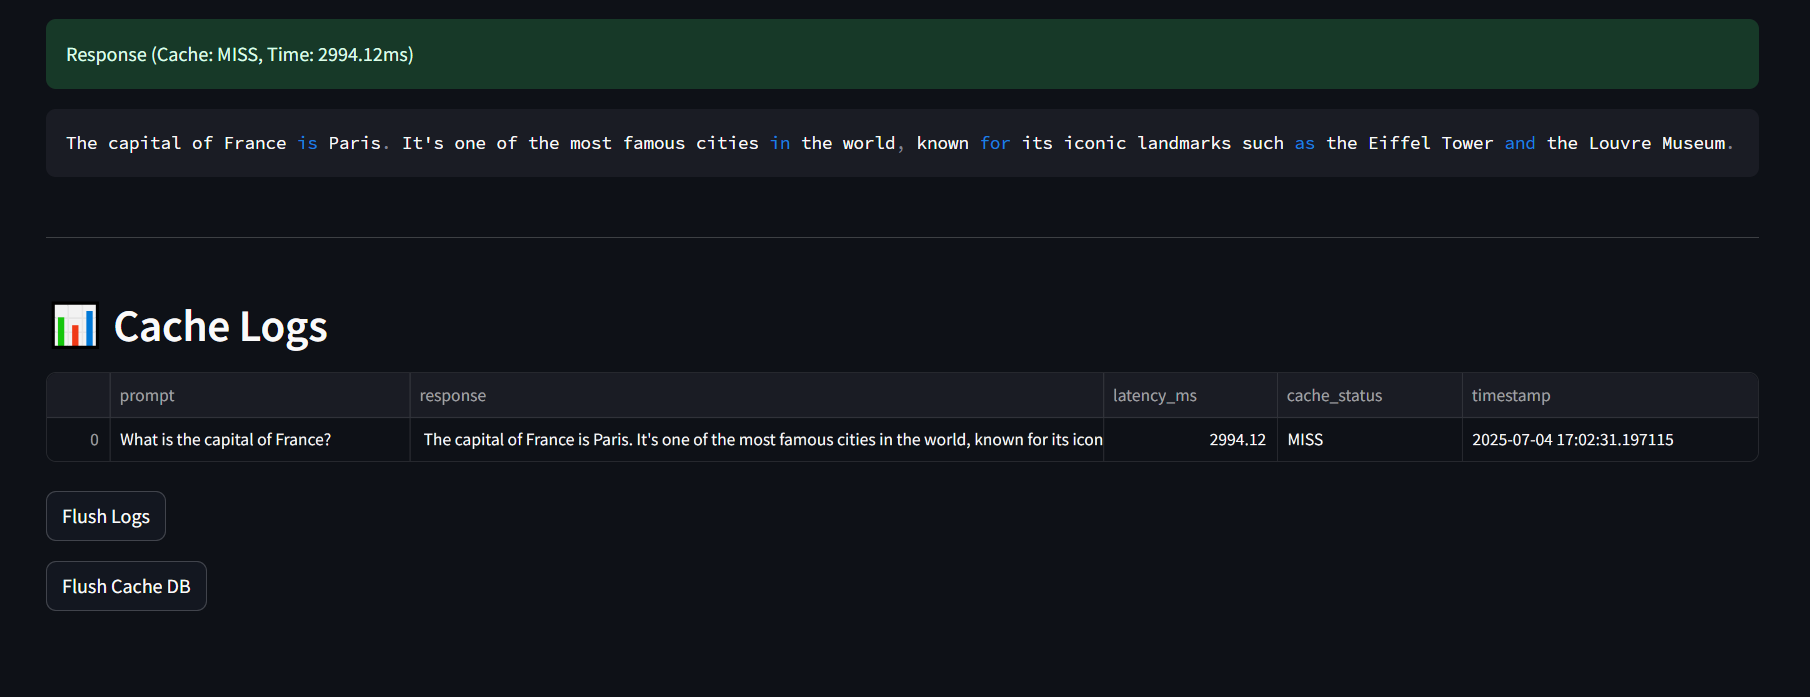 Response (Cache: MISS, Time: 2994.12ms)
The capital of France is Paris. It's one of the most famous cities in the world, known for its iconic landmarks such as the Eiffel Tower and the Louvre Museum.
Cache Logs
prompt response latency_ms cache_status timestamp
0 What is the capital of France? The capital of France is Paris. It's one of the most famous cities in the world, known for its icon 2994.12 MISS 2025-07-04 17:02:31.197115
Flush Logs
Flush Cache DB